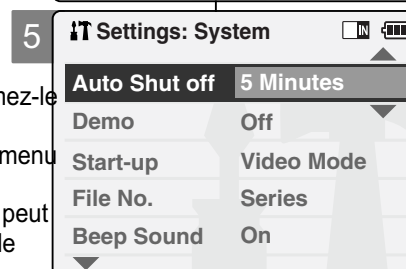 5
Settings: System
IN
nez-le
Auto Shut off 5 Minutes
Demo Off
menu
Start-up Video Mode
File No. Series
peut
Beep Sound On
le